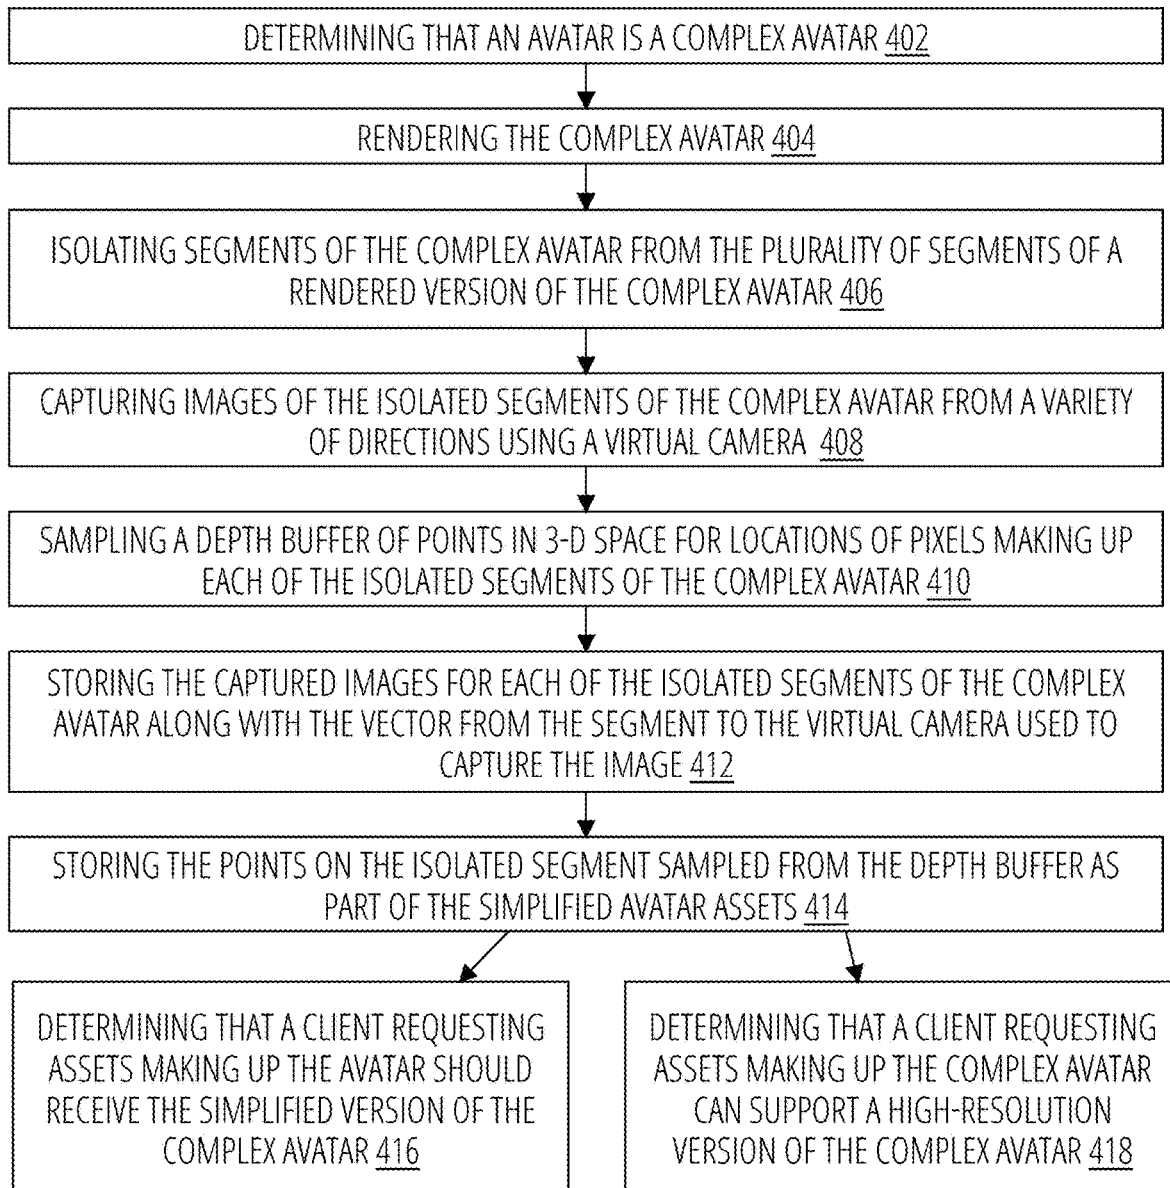 DETERMINING THAT AN AVATAR IS A COMPLEX AVATAR 402
RENDERING THE COMPLEX AVATAR 404
ISOLATING SEGMENTS OF THE COMPLEX AVATAR FROM THE PLURALITY OF SEGMENTS OF A
RENDERED VERSION OF THE COMPLEX AVATAR 406
CAPTURING IMAGES OF THE ISOLATED SEGMENTS OF THE COMPLEX AVATAR FROM A VARIETY
OF DIRECTIONS USING A VIRTUAL CAMERA 408
SAMPLING A DEPTH BUFFER OF POINTS IN 3-D SPACE FOR LOCATIONS OF PIXELS MAKING UP
EACH OF THE ISOLATED SEGMENTS OF THE COMPLEX AVATAR 410
STORING THE CAPTURED IMAGES FOR EACH OF THE ISOLATED SEGMENTS OF THE COMPLEX
AVATAR ALONG WITH THE VECTOR FROM THE SEGMENT TO THE VIRTUAL CAMERA USED TO
CAPTURE THE IMAGE 412
STORING THE POINTS ON THE ISOLATED SEGMENT SAMPLED FROM THE DEPTH BUFFER AS
PART OF THE SIMPLIFIED AVATAR ASSETS 414
DETERMINING THAT A CLIENT REQUESTING
ASSETS MAKING UP THE AVATAR SHOULD
RECEIVE THE SIMPLIFIED VERSION OF THE
COMPLEX AVATAR 416
DETERMINING THAT A CLIENT REQUESTING
ASSETS MAKING UP THE COMPLEX AVATAR
CAN SUPPORT A HIGH-RESOLUTION
VERSION OF THE COMPLEX AVATAR 418